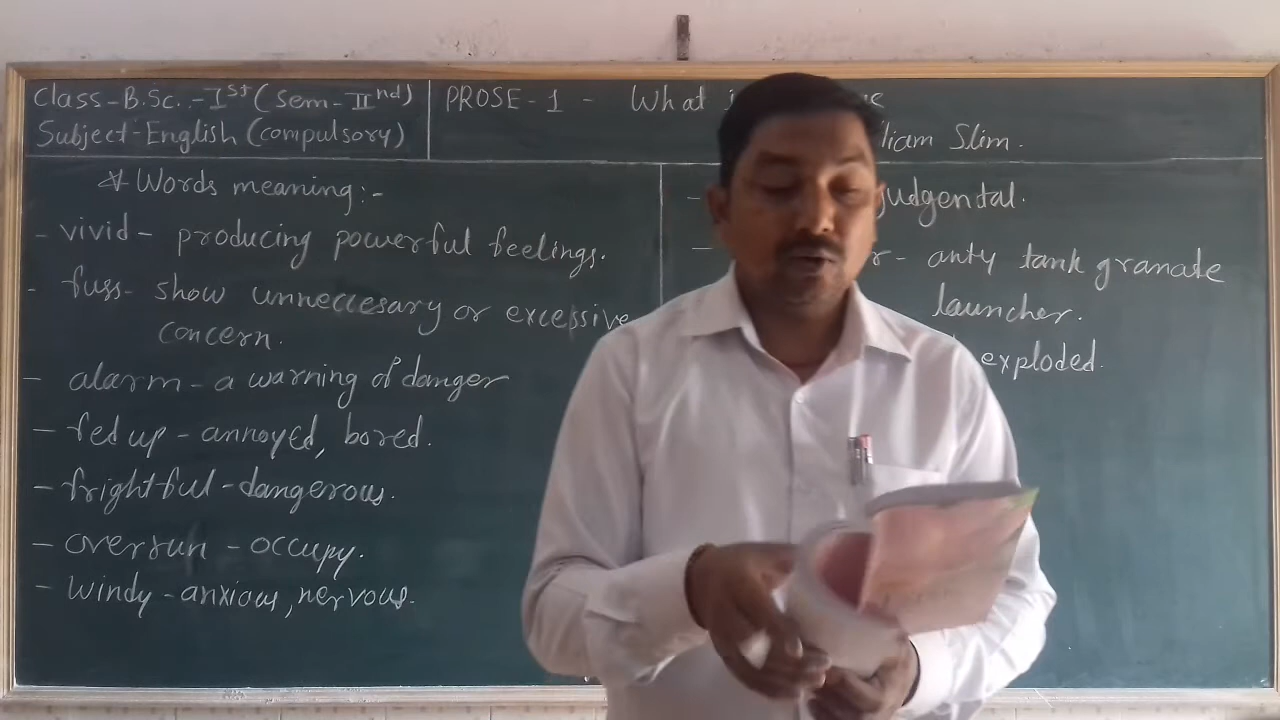 Class-B.Sc.-Ist (Sem-IInd)
Subject-English (compulsory)
PROSE-1 - What
liam Slim.
* Words meaning:-
- vivid - producing powerful feelings.
- fuss- show unneccesary or excessive
concern.
- alarm - a warning of danger
- fed up - annoyed, bored.
- frightful - dangerous.
- overrun - occupy.
- windy - anxious, nervous.
- judgental.
- r - anty tank granate
launcher.
exploded.